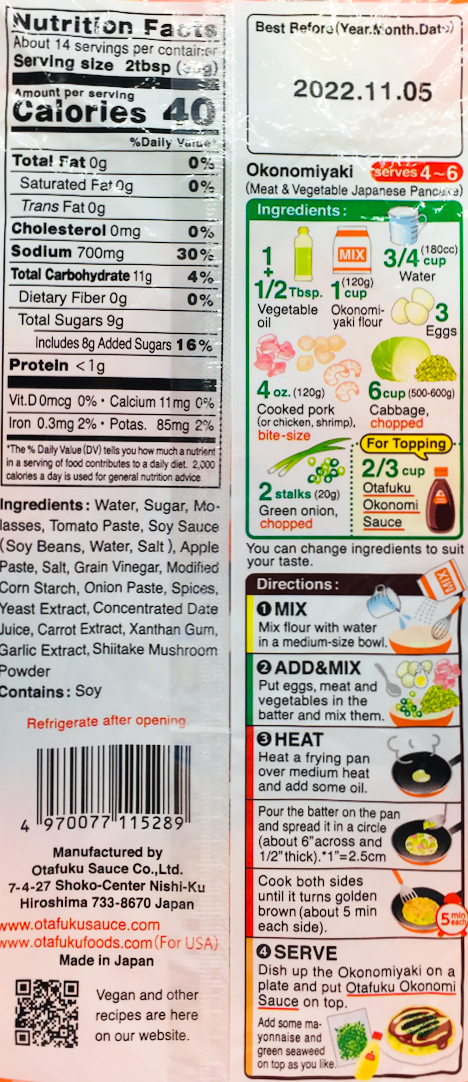 Nutrition Facts
About 14 servings per container
Serving size 2tbsp
Amount per serving
Calories 40
%Daily Value*
Total Fat 0g 0%
Saturated Fat 0g 0%
Trans Fat 0g
Cholesterol 0mg 0%
Sodium 700mg 30%
Total Carbohydrate 11g 4%
Dietary Fiber 0g 0%
Total Sugars 9g
Includes 8g Added Sugars 16%
Protein <1g
Vit.D 0mcg 0% • Calcium 11mg 0%
Iron 0.3mg 2% • Potas. 85mg 2%
*The % Daily Value (DV) tells you how much a nutrient
in a serving of food contributes to a daily diet. 2,000
calories a day is used for general nutrition advice.
Ingredients: Water, Sugar, Mo-
lasses, Tomato Paste, Soy Sauce
(Soy Beans, Water, Salt), Apple
Paste, Salt, Grain Vinegar, Modified
Corn Starch, Onion Paste, Spices,
Yeast Extract, Concentrated Date
Juice, Carrot Extract, Xanthan Gum,
Garlic Extract, Shiitake Mushroom
Powder
Contains: Soy
Refrigerate after opening.
4 970077 115289
Manufactured by
Otafuku Sauce Co.,Ltd.
7-4-27 Shoko-Center Nishi-Ku
Hiroshima 733-8670 Japan
www.otafukusauce.com
www.otafukufoods.com (For USA)
Made in Japan
Vegan and other
recipes are here
on our website.
Best Before (Year.Month.Date)
2022.11.05
Okonomiyaki serves 4~6
(Meat & Vegetable Japanese Pancake)
Ingredients:
1
+
1/2 Tbsp.
Vegetable
oil
MIX
1 (120g)
cup
Okonomi-
yaki flour
3/4 (180cc)
cup
Water
3
Eggs
4 oz. (120g)
Cooked pork
(or chicken, shrimp),
bite-size
6 cup (500-600g)
Cabbage,
chopped
2 stalks (20g)
Green onion,
chopped
For Topping
2/3 cup
Otafuku
Okonomi
Sauce
You can change ingredients to suit
your taste.
Directions:
MIX
❶ MIX
Mix flour with water
in a medium-size bowl.
❷ ADD&MIX
Put eggs, meat and
vegetables in the
batter and mix them.
❸ HEAT
Heat a frying pan
over medium heat
and add some oil.
Pour the batter on the pan
and spread it in a circle
(about 6"across and
1/2"thick).*1"=2.5cm
Cook both sides
until it turns golden
brown (about 5 min
each side).
5 min
each
❹ SERVE
Dish up the Okonomiyaki on a
plate and put Otafuku Okonomi
Sauce on top.
Add some ma-
yonnaise and
green seaweed
on top as you like.